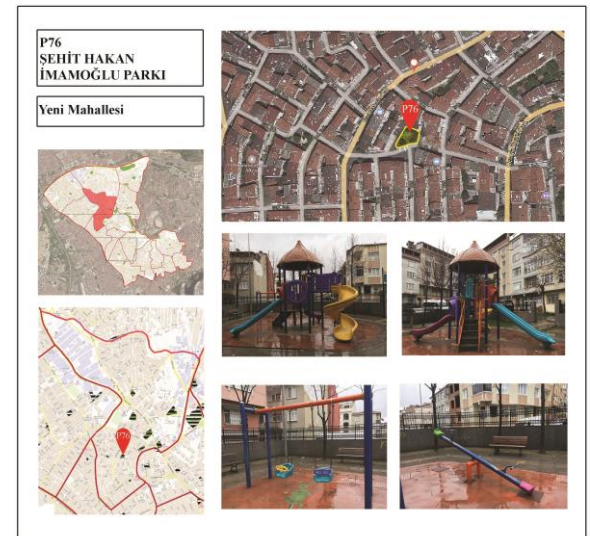 P76
ŞEHİT HAKAN
İMAMOĞLU PARKI
Yeni Mahallesi
P76
P76